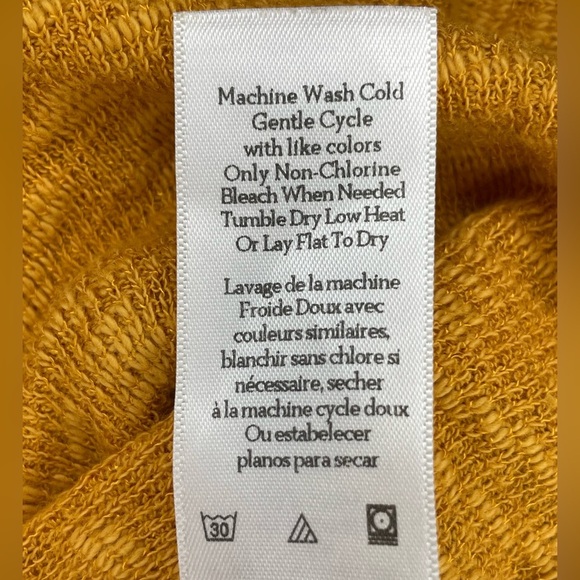 Machine Wash Cold
Gentle Cycle
with like colors
Only Non-Chlorine
Bleach When Needed
Tumble Dry Low Heat
Or Lay Flat To Dry
Lavage de la machine
Froide Doux avec
couleurs similaires,
blanchir sans chlore si
nécessaire, secher
à la machine cycle doux
Ou estabelecer
planos para secar
30